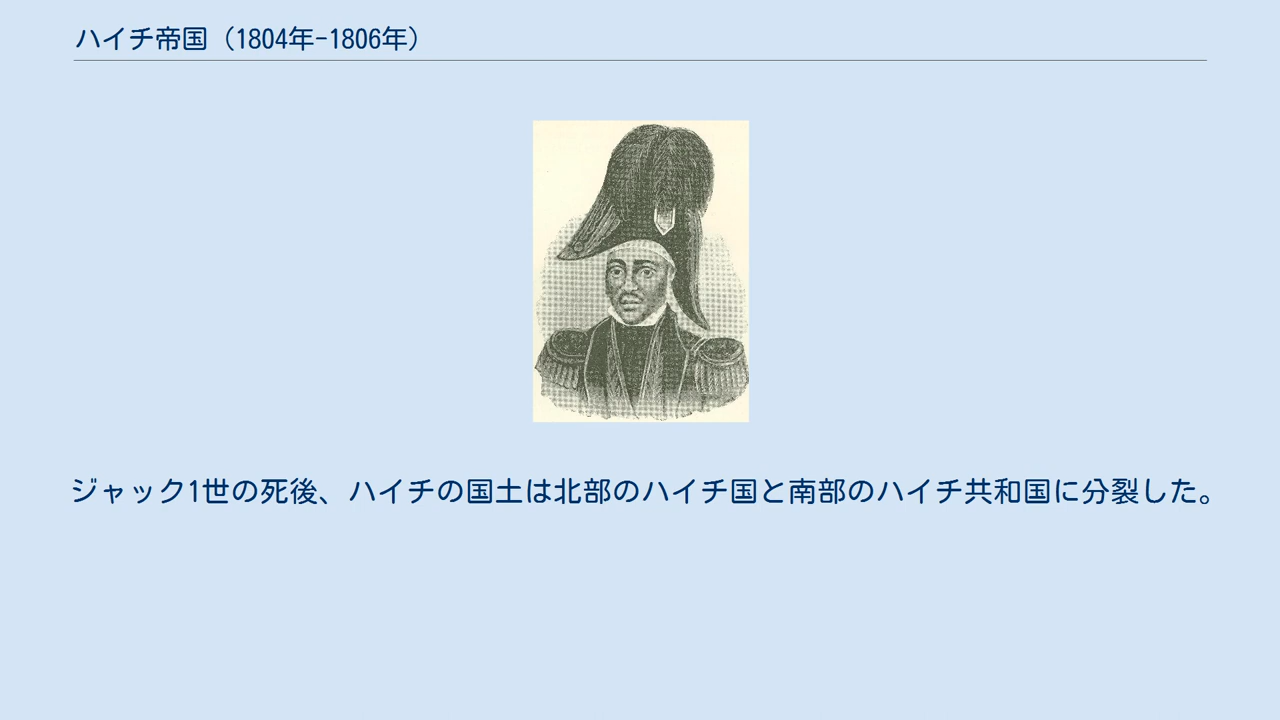 ハイチ帝国（1804年-1806年）
ジャック1世の死後、ハイチの国土は北部のハイチ国と南部のハイチ共和国に分裂した。